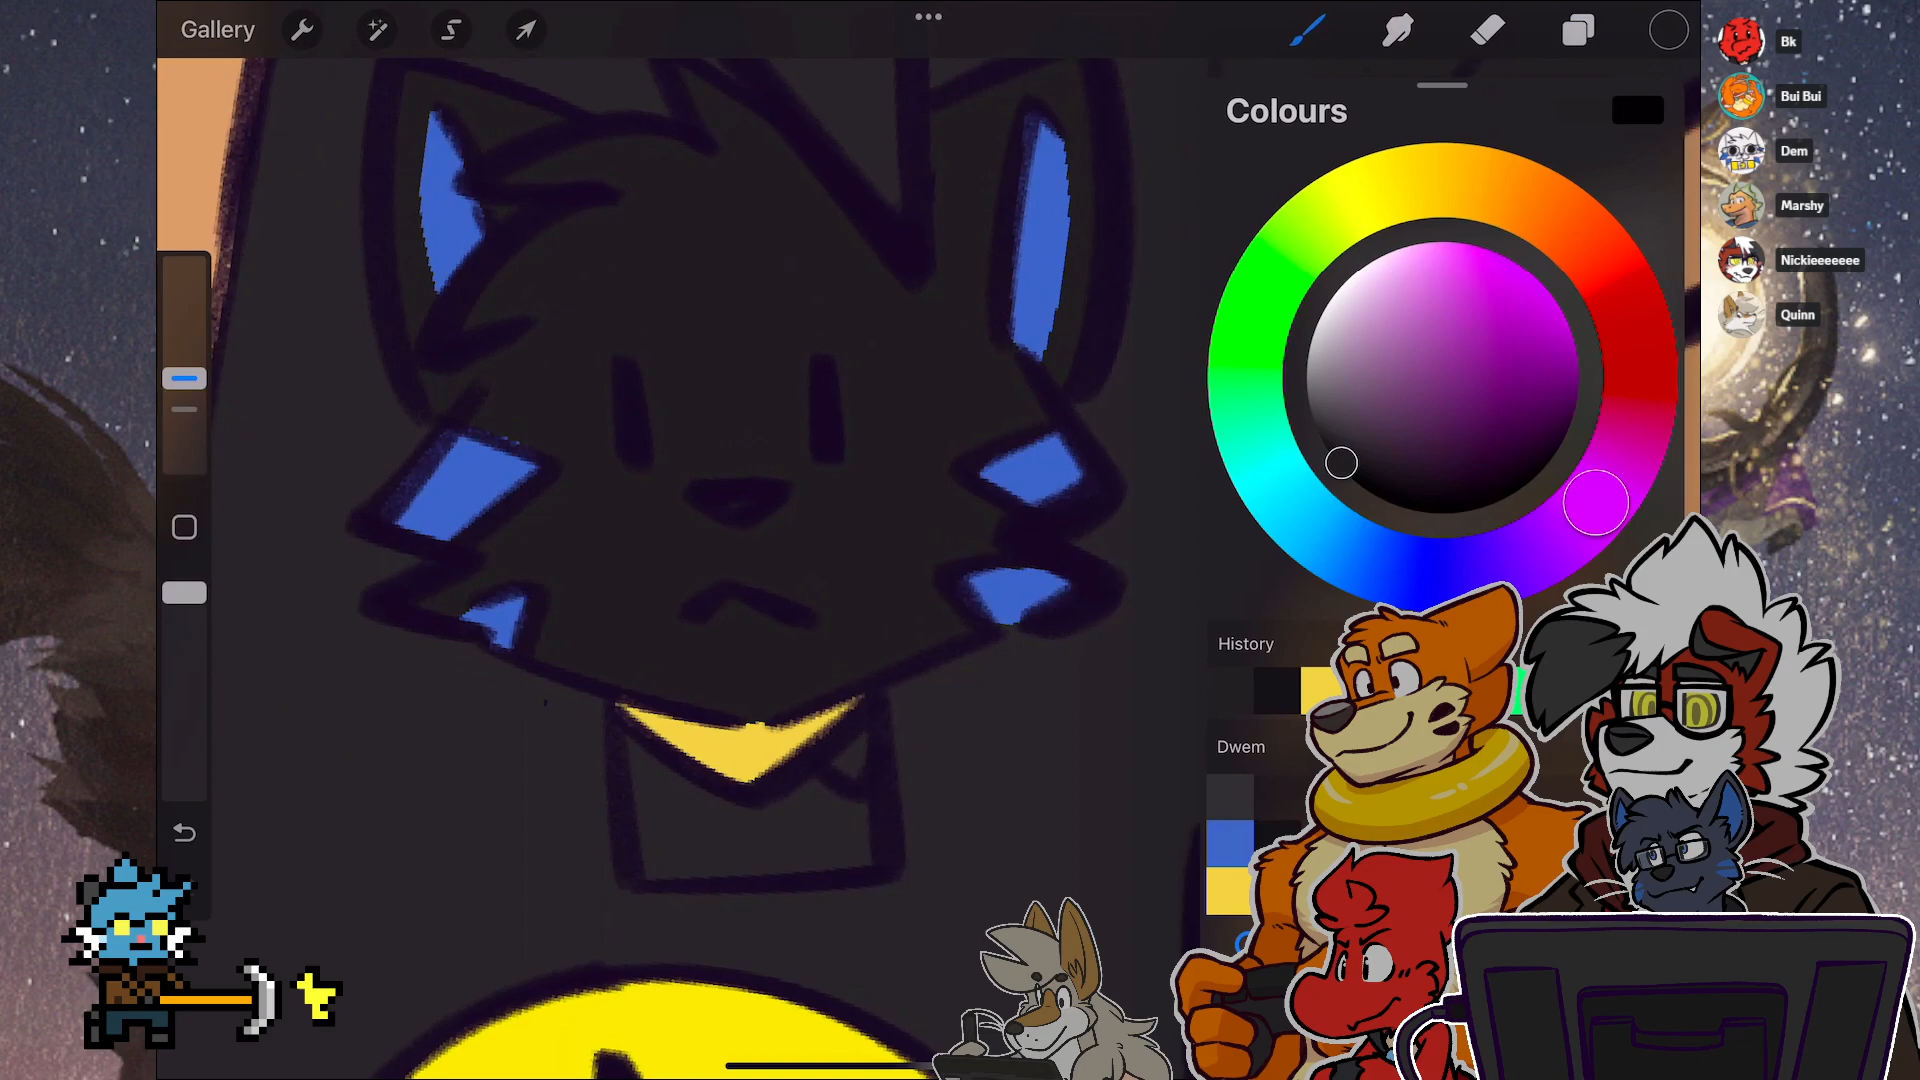 Gallery
Colours
History
Dwem
Bk
Bui Bui
Dem
Marshy
Nickieeeeeee
Quinn